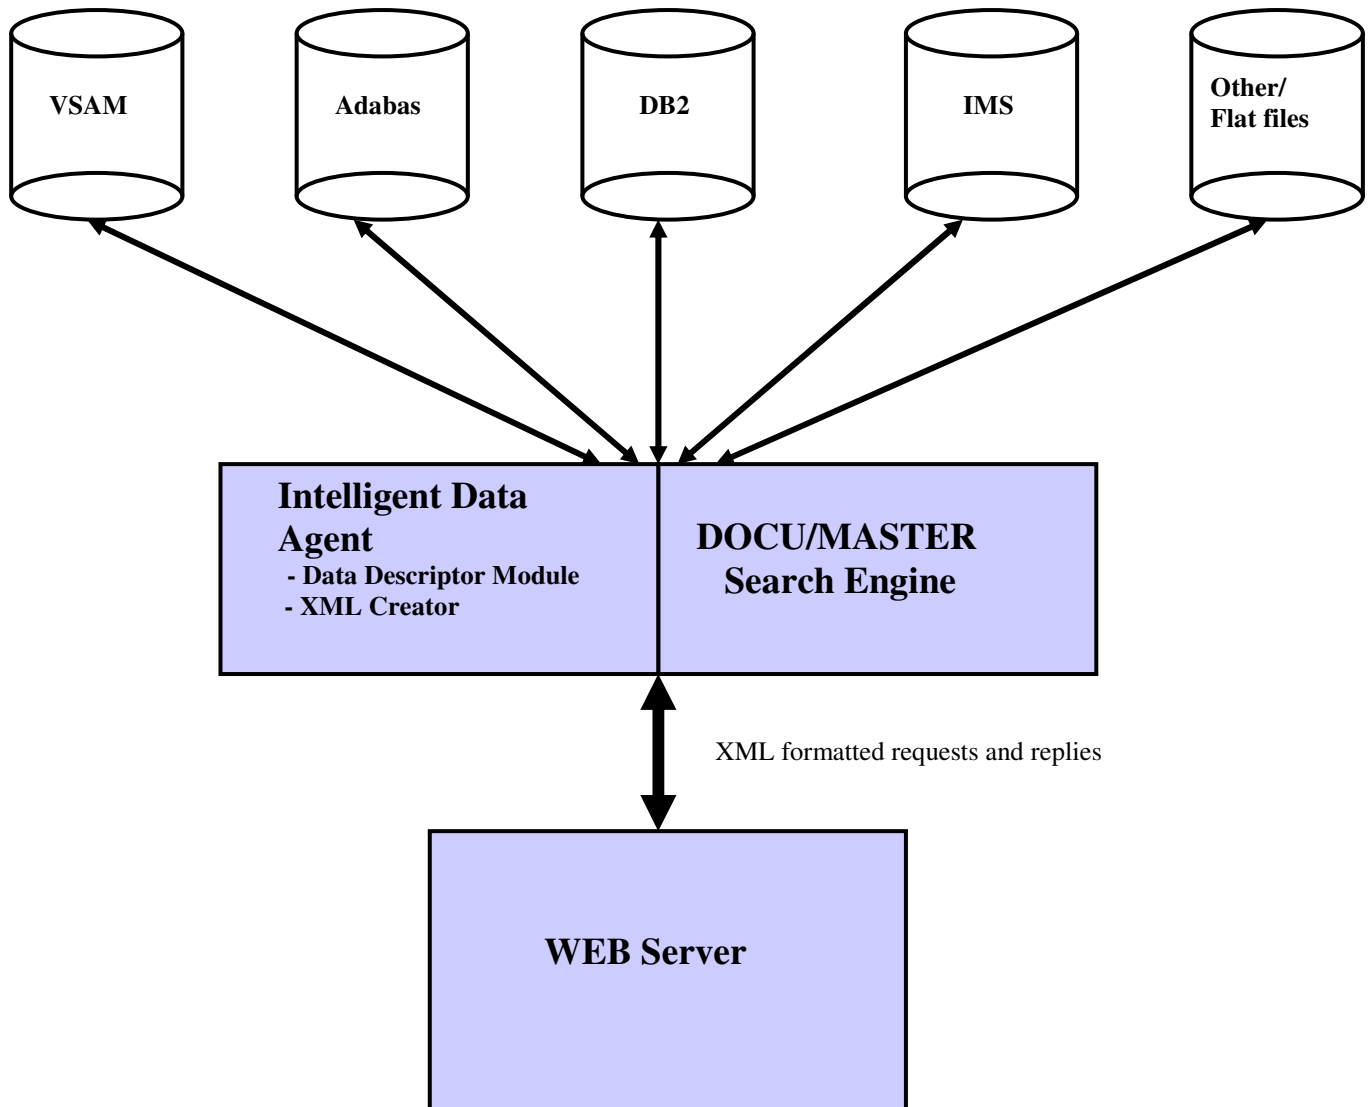 VSAM
Adabas
DB2
IMS
Other/
Flat files
Intelligent Data
Agent
- Data Descriptor Module
- XML Creator
DOCU/MASTER
Search Engine
XML formatted requests and replies
WEB Server